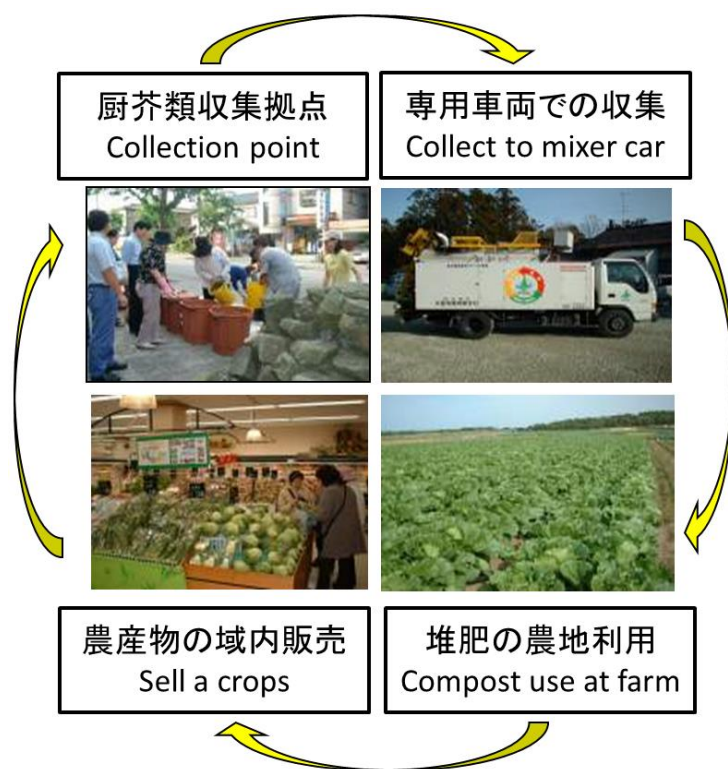 厨芥類収集拠点
Collection point
専用車両での収集
Collect to mixer car
農産物の域内販売
Sell a crops
堆肥の農地利用
Compost use at farm